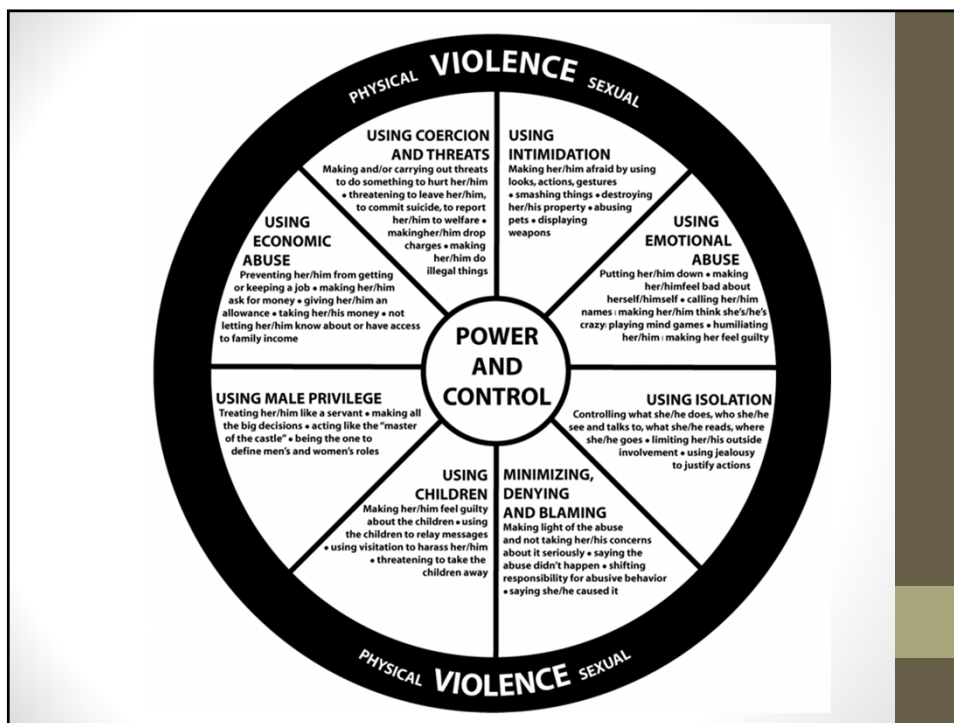 PHYSICAL VIOLENCE SEXUAL
USING COERCION
AND THREATS
Making and/or carrying out threats
to do something to hurt her/him
• threatening to leave her/him,
to commit suicide, to report
her/him to welfare •
makingher/him drop
charges • making
her/him do
illegal things
USING
INTIMIDATION
Making her/him afraid by using
looks, actions, gestures
• smashing things • destroying
her/his property • abusing
pets • displaying
weapons
USING
ECONOMIC
ABUSE
Preventing her/him from getting
or keeping a job • making her/him
ask for money • giving her/him an
allowance • taking her/his money • not
letting her/him know about or have access
to family income
USING
EMOTIONAL
ABUSE
Putting her/him down • making
her/himfeel bad about
herself/himself • calling her/him
names ı making her/him think she's/he's
crazy ı playing mind games • humiliating
her/him ı making her feel guilty
POWER
AND
CONTROL
USING MALE PRIVILEGE
Treating her/him like a servant • making all
the big decisions • acting like the "master
of the castle" • being the one to
define men's and women's roles
USING ISOLATION
Controlling what she/he does, who she/he
see and talks to, what she/he reads, where
she/he goes • limiting her/his outside
involvement • using jealousy
to justify actions
USING
CHILDREN
Making her/him feel guilty
about the children • using
the children to relay messages
• using visitation to harass her/him
• threatening to take the
children away
MINIMIZING,
DENYING
AND BLAMING
Making light of the abuse
and not taking her/his concerns
about it seriously • saying the
abuse didn't happen • shifting
responsibility for abusive behavior
• saying she/he caused it
PHYSICAL VIOLENCE SEXUAL